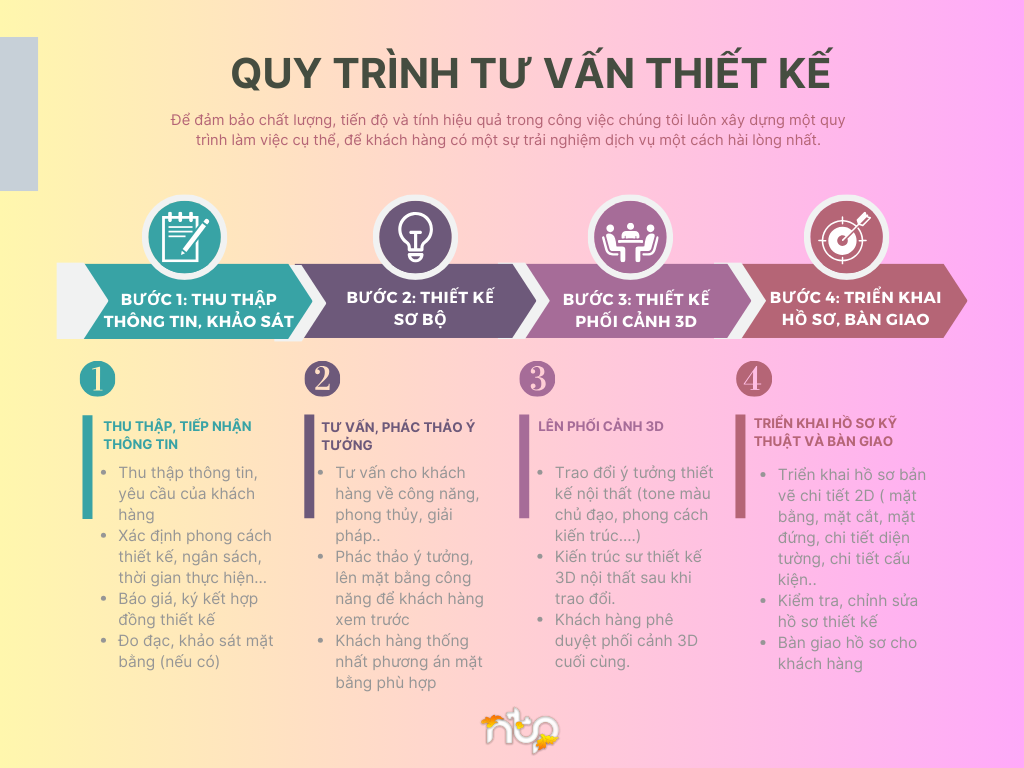 QUY TRÌNH TƯ VẤN THIẾT KẾ
Để đảm bảo chất lượng, tiến độ và tính hiệu quả trong công việc chúng tôi luôn xây dựng một quy
trình làm việc cụ thể, để khách hàng có một sự trải nghiệm dịch vụ một cách hài lòng nhất.
BƯỚC 1: THU THẬP
THÔNG TIN, KHẢO SÁT
BƯỚC 2: THIẾT KẾ
SƠ BỘ
BƯỚC 3: THIẾT KẾ
PHỐI CẢNH 3D
BƯỚC 4: TRIỂN KHAI
HỒ SƠ, BÀN GIAO
1
THU THẬP, TIẾP NHẬN
THÔNG TIN
• Thu thập thông tin,
yêu cầu của khách
hàng
• Xác định phong cách
thiết kế, ngân sách,
thời gian thực hiện...
• Báo giá, ký kết hợp
đồng thiết kế
• Đo đạc, khảo sát mặt
bằng (nếu có)
2
TƯ VẤN, PHÁC THẢO Ý
TƯỞNG
• Tư vấn cho khách
hàng về công năng,
phong thủy, giải
pháp..
• Phác thảo ý tưởng,
lên mặt bằng công
năng để khách hàng
xem trước
• Khách hàng thống
nhất phương án mặt
bằng phù hợp
3
LÊN PHỐI CẢNH 3D
• Trao đổi ý tưởng thiết
kế nội thất (tone màu
chủ đạo, phong cách
kiến trúc....)
• Kiến trúc sư thiết kế
3D nội thất sau khi
trao đổi.
• Khách hàng phê
duyệt phối cảnh 3D
cuối cùng.
4
TRIỂN KHAI HỒ SƠ KỸ
THUẬT VÀ BÀN GIAO
• Triển khai hồ sơ bản
vẽ chi tiết 2D ( mặt
bằng, mặt cắt, mặt
đứng, chi tiết diện
tường, chi tiết cấu
kiện..
• Kiểm tra, chỉnh sửa
hồ sơ thiết kế
• Bàn giao hồ sơ cho
khách hàng
ntp